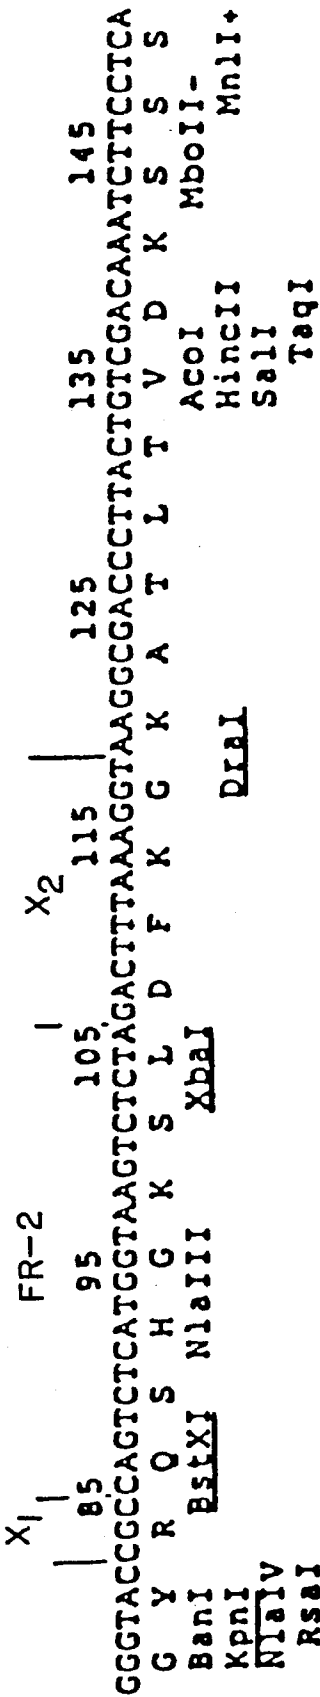 X1 FR-2 X2
85 95 105 115 125 135 145
GGGTACCGCCAGTCTCATGGTAAGTCTCTAGACTTTAAAGGTAAGGCGACCCTTACTGTCGACAAATCTTCCTCA
G Y R Q S H G K S L D F K G K A T L T V D K S S S
BanI BstXI NlaIII XbaI AcoI MboII-
KpnI DraI HincII MnlI+
NlaIV SalI
RsaI TaqI